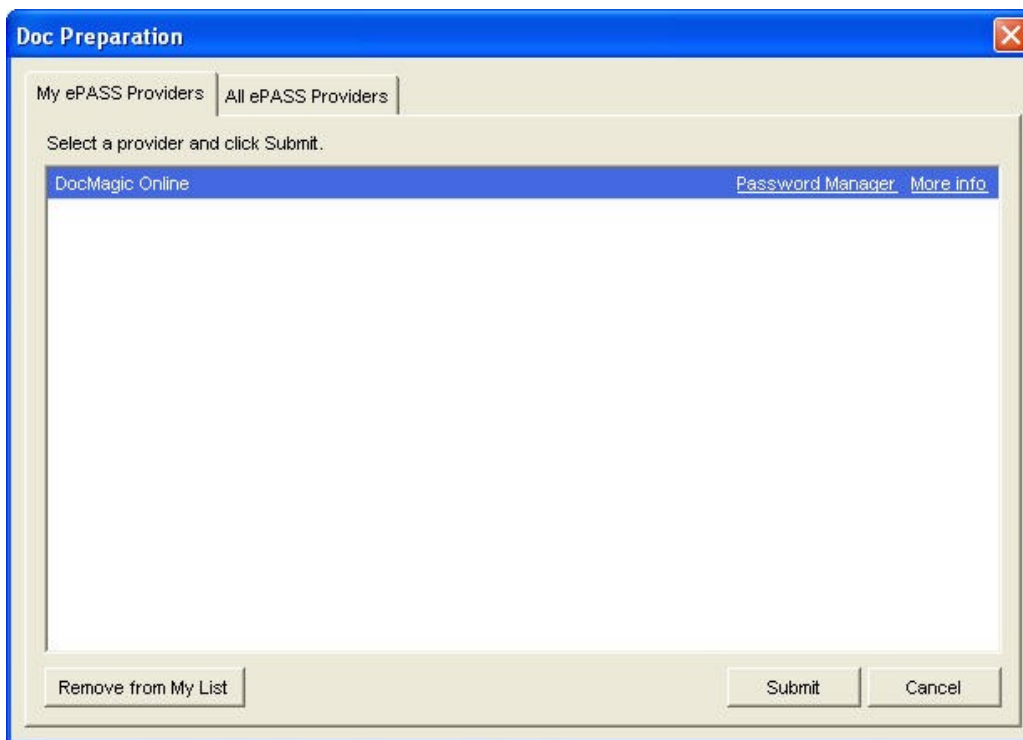 Doc Preparation
My ePASS Providers All ePASS Providers
Select a provider and click Submit.
DocMagic Online Password Manager More info
Remove from My List Submit Cancel